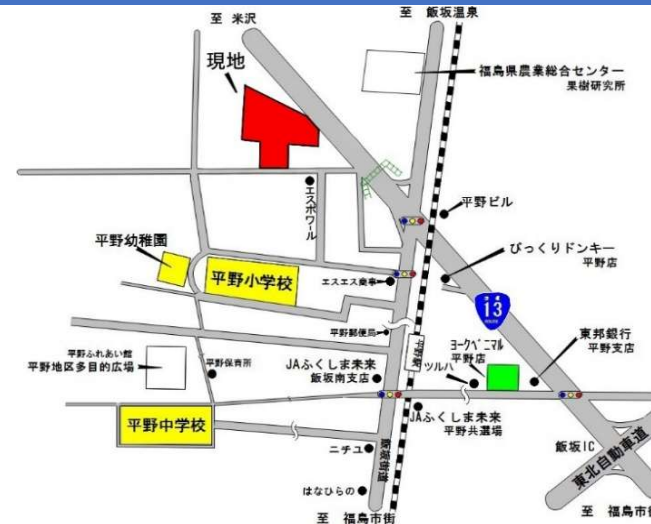 至 米沢
至 飯坂温泉
現地
福島県農業総合センター
果樹研究所
エスポワール
平野ビル
平野幼稚園
平野小学校
びっくりドンキー
平野店
エスエス商事
13
平野郵便局
平野駅
ヨークベニマル
平野店
東邦銀行
平野支店
平野ふれあい館
平野地区多目的広場
平野保育所
JAふくしま未来
飯坂南支店
ツルハ
平野中学校
JAふくしま未来
平野共選場
飯坂IC
東北自動車道
ニチユ
飯坂街道
はなひらの
至 福島市街
至 福島市街